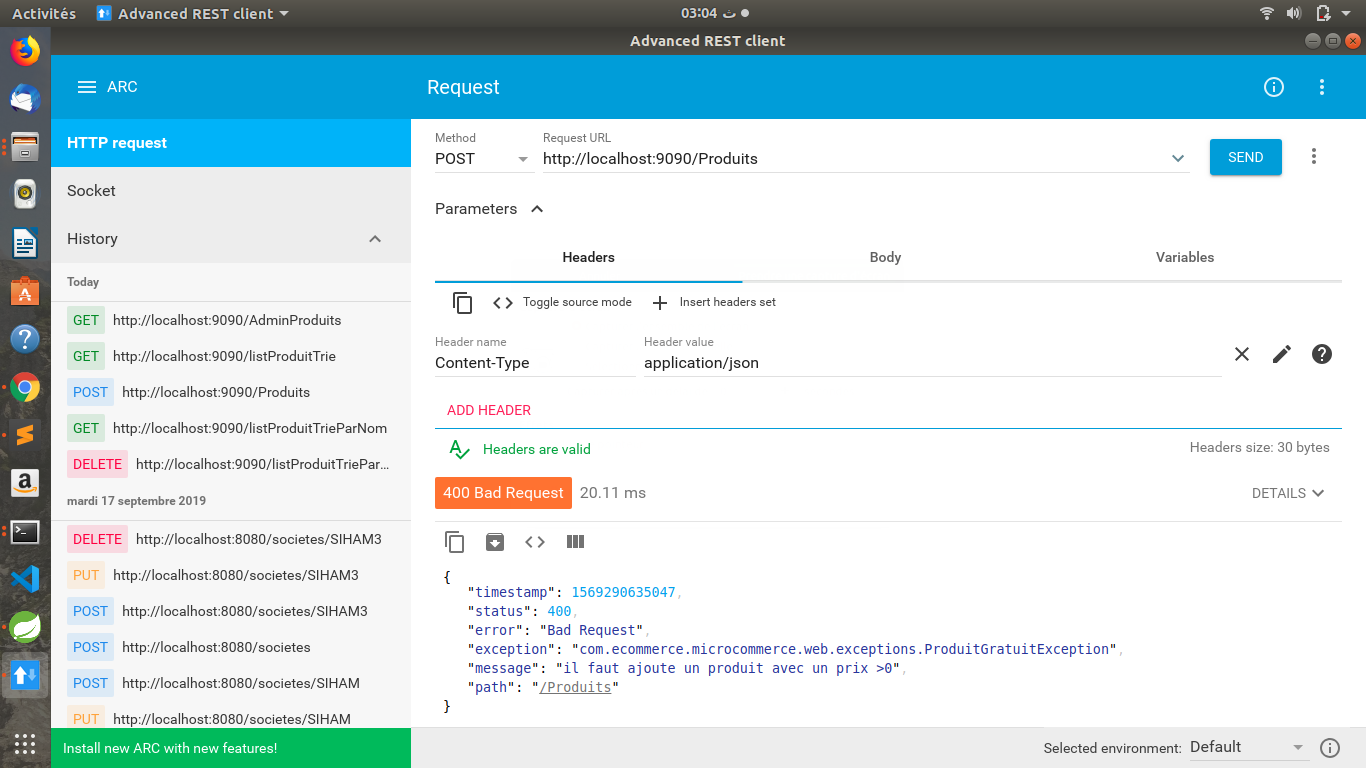 Activités
Advanced REST client
03:04 ث
Advanced REST client
ARC
Request
HTTP request
Socket
History
Today
GET http://localhost:9090/AdminProduits
GET http://localhost:9090/listProduitTrie
POST http://localhost:9090/Produits
GET http://localhost:9090/listProduitTrieParNom
DELETE http://localhost:9090/listProduitTriePar...
mardi 17 septembre 2019
DELETE http://localhost:8080/societes/SIHAM3
PUT http://localhost:8080/societes/SIHAM3
POST http://localhost:8080/societes/SIHAM3
POST http://localhost:8080/societes
POST http://localhost:8080/societes/SIHAM
PUT http://localhost:8080/societes/SIHAM
Install new ARC with new features!
Method
POST
Request URL
http://localhost:9090/Produits
SEND
Parameters
Headers
Body
Variables
Toggle source mode
Insert headers set
Header name
Content-Type
Header value
application/json
ADD HEADER
Headers are valid
Headers size: 30 bytes
400 Bad Request 20.11 ms
DETAILS
{
"timestamp": 1569290635047,
"status": 400,
"error": "Bad Request",
"exception": "com.ecommerce.microcommerce.web.exceptions.ProduitGratuitException",
"message": "il faut ajoute un produit avec un prix >0",
"path": "/Produits"
}
Selected environment: Default